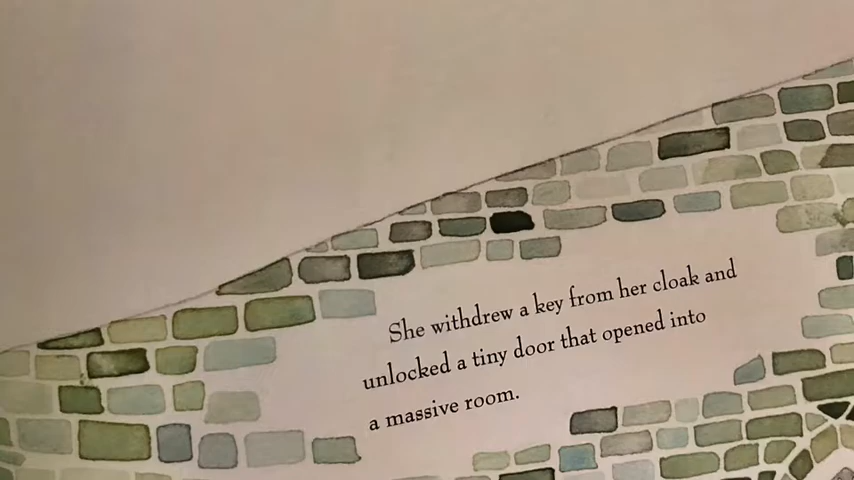 She withdrew a key from her cloak and
unlocked a tiny door that opened into
a massive room.